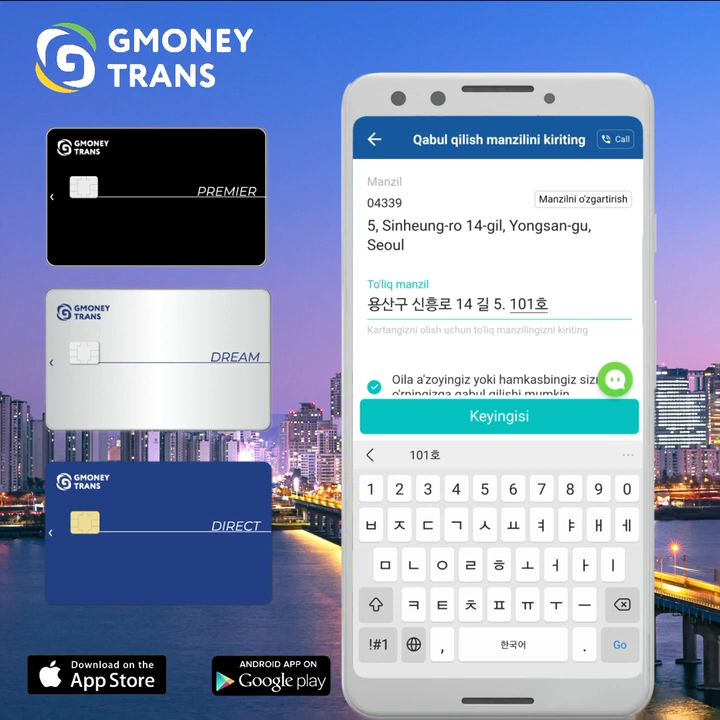 GMONEY
TRANS
GMONEY
TRANS
PREMIER
GMONEY
TRANS
DREAM
GMONEY
TRANS
DIRECT
Download on the
App Store
ANDROID APP ON
Google play
Qabul qilish manzilini kiriting
Call
Manzil
04339
Manzilni o'zgartirish
5, Sinheung-ro 14-gil, Yongsan-gu,
Seoul
To'liq manzil
용산구 신흥로 14 길 5. 101호
Kartangizni olish uchun to'liq manzilingizni kiriting
Oila a'zoyingiz yoki hamkasbingiz
o'rningizga qabul qilishi mumkin
Keyingisi
101호
1 2 3 4 5 6 7 8 9 0
ㅂ ㅈ ㄷ ㄱ ㅅ ㅛ ㅕ ㅑ ㅐ ㅔ
ㅁ ㄴ ㅇ ㄹ ㅎ ㅗ ㅓ ㅏ ㅣ
ㅋ ㅌ ㅊ ㅍ ㅠ ㅜ ㅡ
!#1 , 한국어 . Go